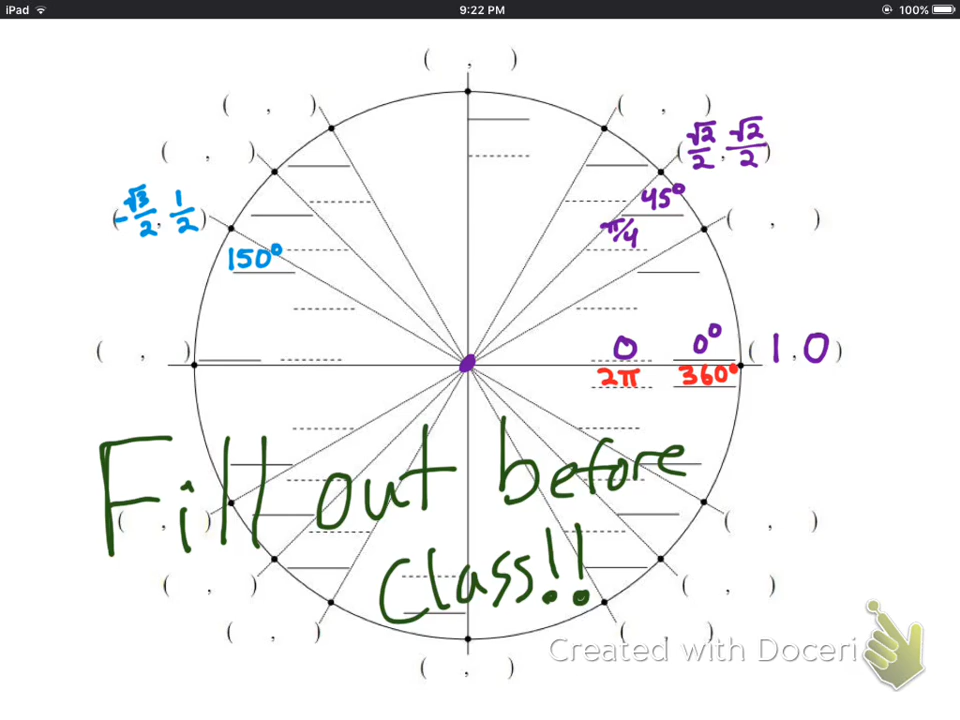 iPad 9:22 PM 100%
( , )
( , ) ( , )
( , ) (√2/2, √2/2)
(-√3/2, 1/2) 45° ( , )
150° π/4
( , ) 0 0° (1, 0)
2π 360°
Fill out before
( , ) ( , )
class!!
( , ) ( , )
( , ) ( , )
Created with Doceri
( , )